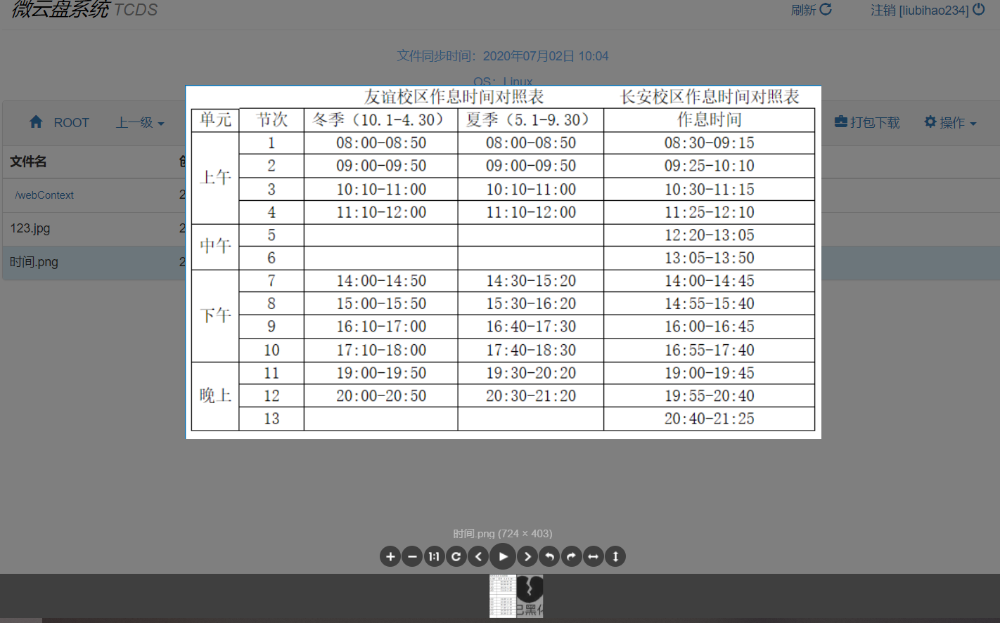 微云盘系统 TCDS 刷新 注销 [liubihao234]
文件同步时间：2020年07月02日 10:04
OS：Linux
ROOT 上一级 打包下载 操作
文件名
/webContext 2
123.jpg 2
时间.png 2
友谊校区作息时间对照表 长安校区作息时间对照表
单元 节次 冬季（10.1-4.30） 夏季（5.1-9.30） 作息时间
上午
1 08:00-08:50 08:00-08:50 08:30-09:15
2 09:00-09:50 09:00-09:50 09:25-10:10
3 10:10-11:00 10:10-11:00 10:30-11:15
4 11:10-12:00 11:10-12:00 11:25-12:10
中午
5 12:20-13:05
6 13:05-13:50
下午
7 14:00-14:50 14:30-15:20 14:00-14:45
8 15:00-15:50 15:30-16:20 14:55-15:40
9 16:10-17:00 16:40-17:30 16:00-16:45
10 17:10-18:00 17:40-18:30 16:55-17:40
晚上
11 19:00-19:50 19:30-20:20 19:00-19:45
12 20:00-20:50 20:30-21:20 19:55-20:40
13 20:40-21:25
时间.png (724 × 403)
1:1